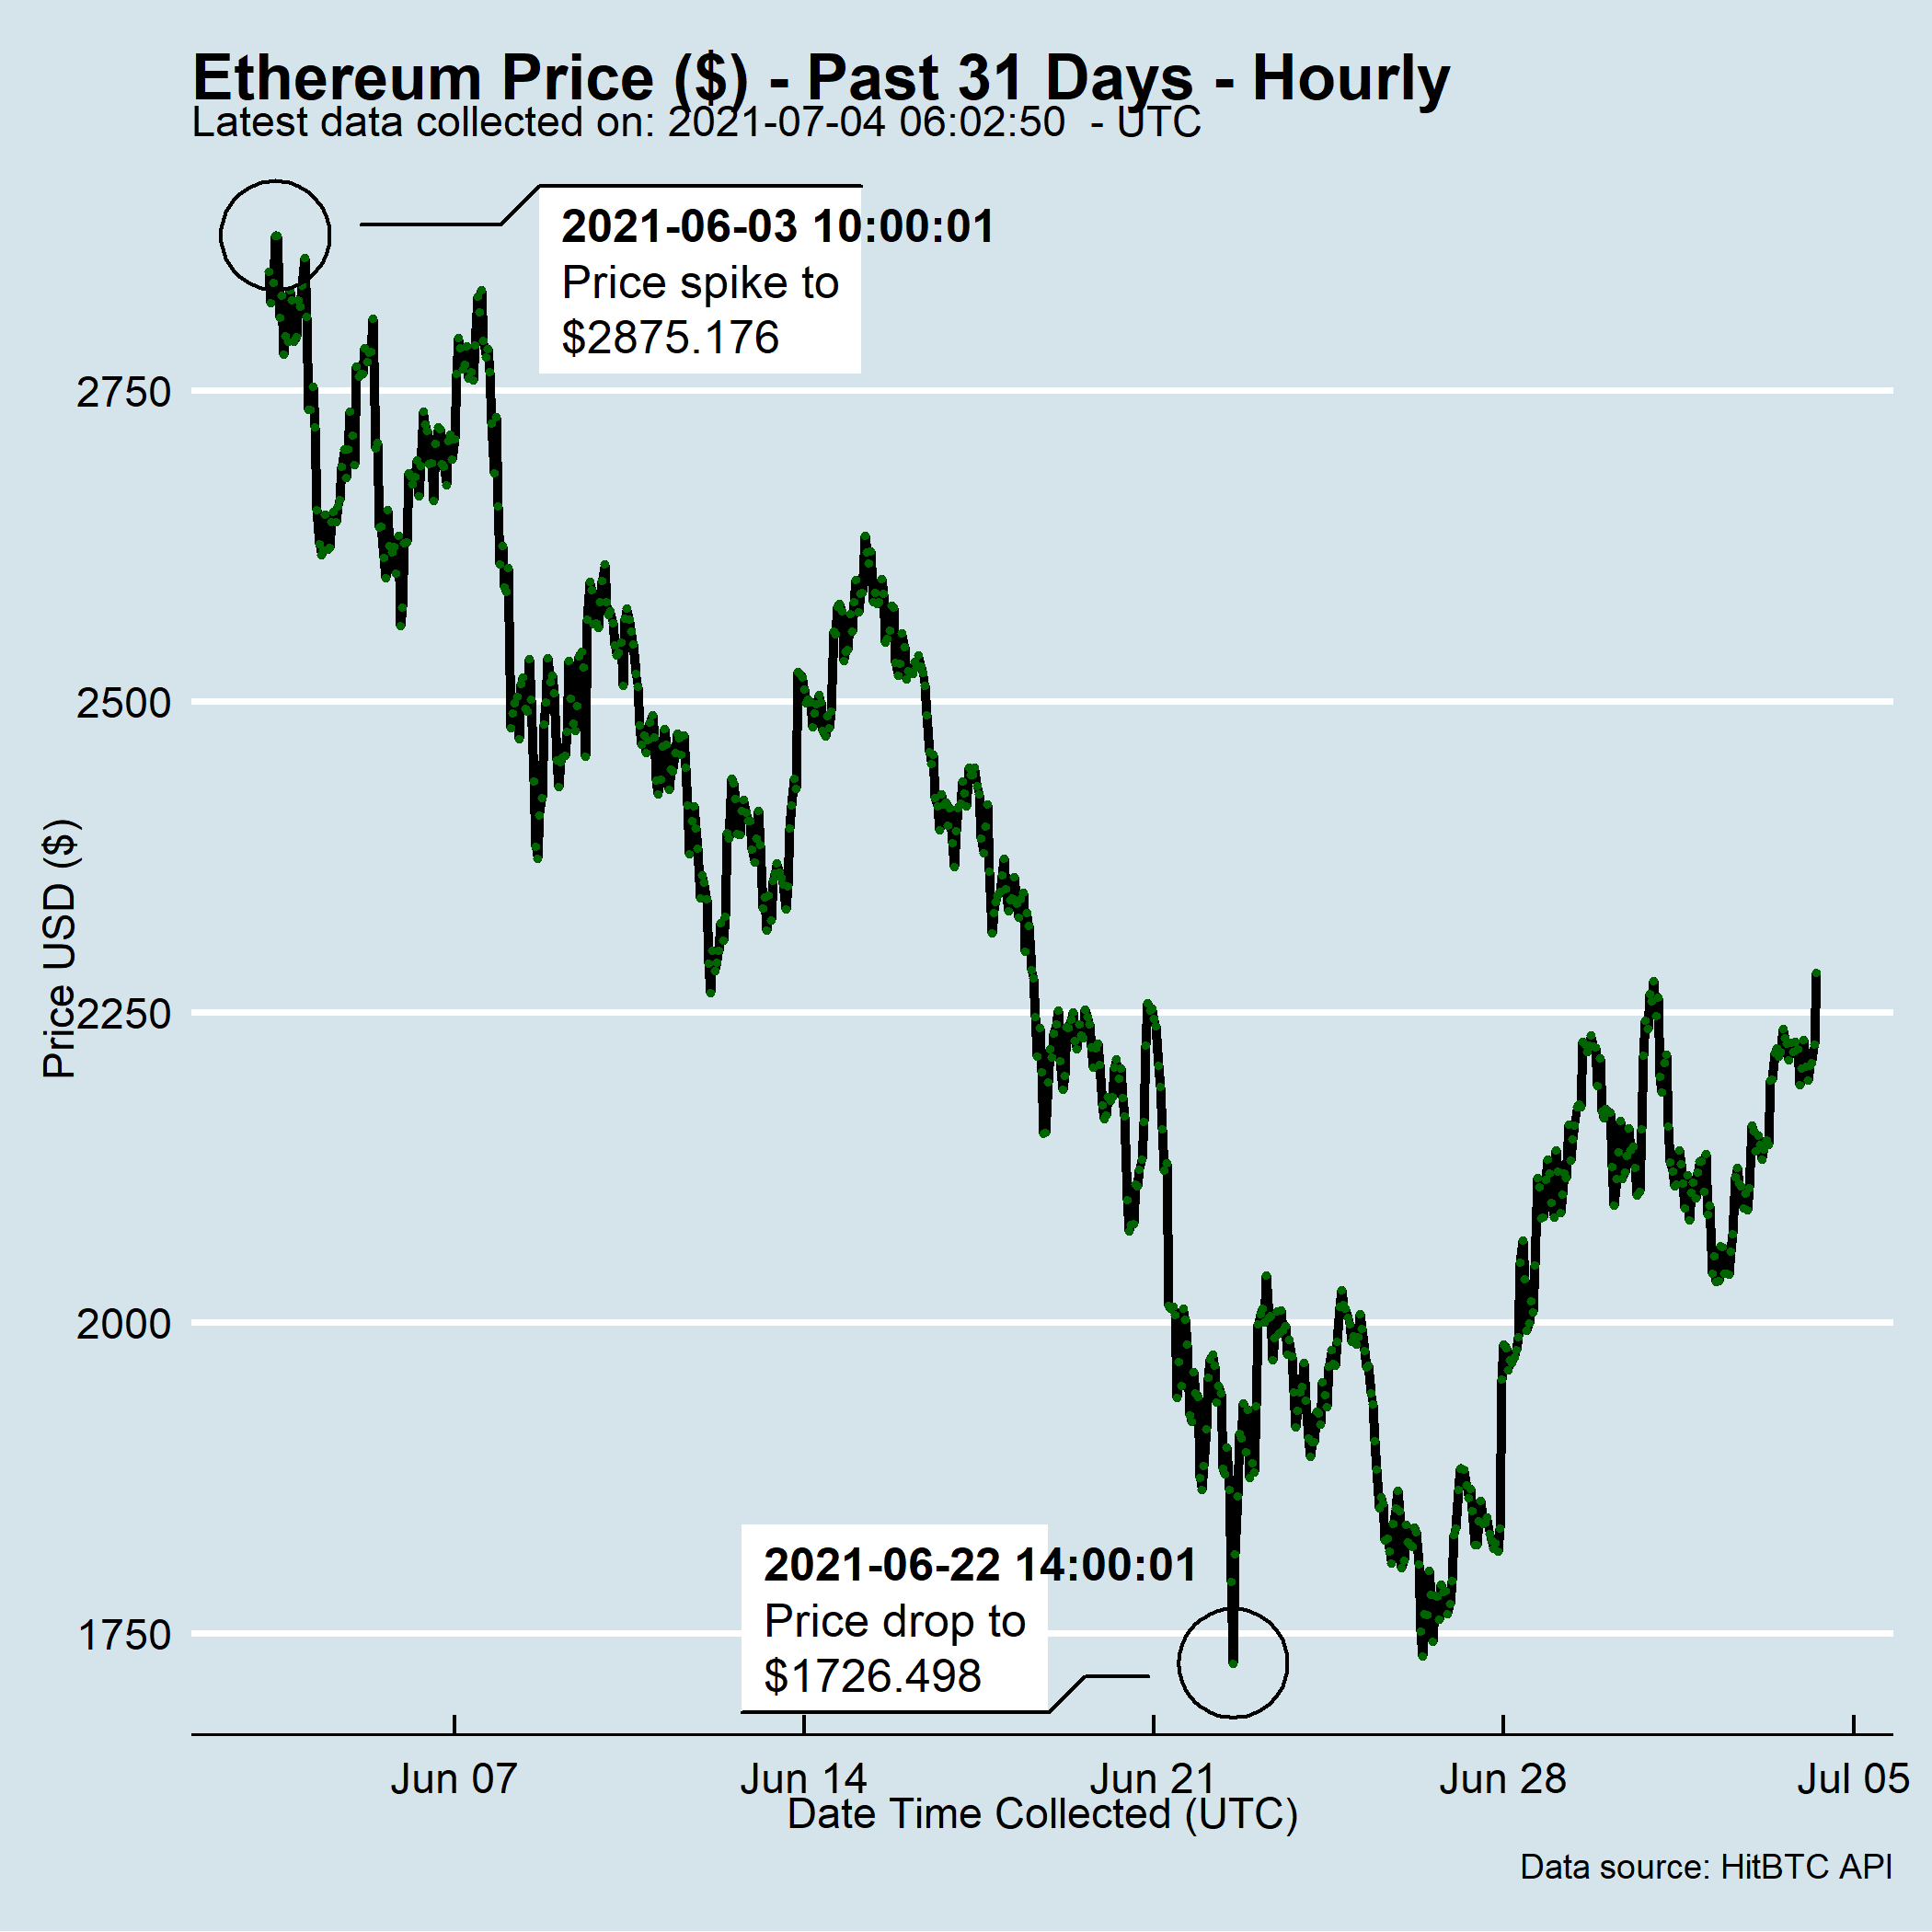 Ethereum Price ($) - Past 31 Days - Hourly
Latest data collected on: 2021-07-04 06:02:50  - UTC
2021-06-03 10:00:01
Price spike to
$2875.176
2750
2500
2250
2000
1750
Price USD ($)
2021-06-22 14:00:01
Price drop to
$1726.498
Jun 07
Jun 14
Jun 21
Jun 28
Jul 05
Date Time Collected (UTC)
Data source: HitBTC API